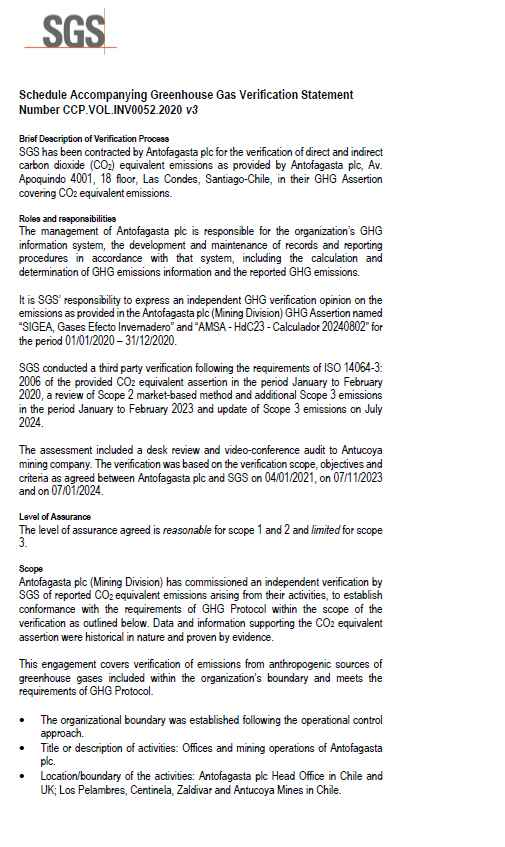 SGS
Schedule Accompanying Greenhouse Gas Verification Statement
Number CCP.VOL.INV0052.2020 v3
Brief Description of Verification Process
SGS has been contracted by Antofagasta plc for the verification of direct and indirect
carbon dioxide (CO₂) equivalent emissions as provided by Antofagasta plc, Av.
Apoquindo 4001, 18 floor, Las Condes, Santiago-Chile, in their GHG Assertion
covering CO₂ equivalent emissions.
Roles and responsibilities
The management of Antofagasta plc is responsible for the organization's GHG
information system, the development and maintenance of records and reporting
procedures in accordance with that system, including the calculation and
determination of GHG emissions information and the reported GHG emissions.
It is SGS' responsibility to express an independent GHG verification opinion on the
emissions as provided in the Antofagasta plc (Mining Division) GHG Assertion named
"SIGEA, Gases Efecto Invernadero" and "AMSA - HdC23 - Calculador 20240802" for
the period 01/01/2020 – 31/12/2020.
SGS conducted a third party verification following the requirements of ISO 14064-3:
2006 of the provided CO₂ equivalent assertion in the period January to February
2020, a review of Scope 2 market-based method and additional Scope 3 emissions
in the period January to February 2023 and update of Scope 3 emissions on July
2024.
The assessment included a desk review and video-conference audit to Antucoya
mining company. The verification was based on the verification scope, objectives and
criteria as agreed between Antofagasta plc and SGS on 04/01/2021, on 07/11/2023
and on 07/01/2024.
Level of Assurance
The level of assurance agreed is reasonable for scope 1 and 2 and limited for scope
3.
Scope
Antofagasta plc (Mining Division) has commissioned an independent verification by
SGS of reported CO₂ equivalent emissions arising from their activities, to establish
conformance with the requirements of GHG Protocol within the scope of the
verification as outlined below. Data and information supporting the CO₂ equivalent
assertion were historical in nature and proven by evidence.
This engagement covers verification of emissions from anthropogenic sources of
greenhouse gases included within the organization's boundary and meets the
requirements of GHG Protocol.
• The organizational boundary was established following the operational control
approach.
• Title or description of activities: Offices and mining operations of Antofagasta
plc.
• Location/boundary of the activities: Antofagasta plc Head Office in Chile and
UK; Los Pelambres, Centinela, Zaldivar and Antucoya Mines in Chile.